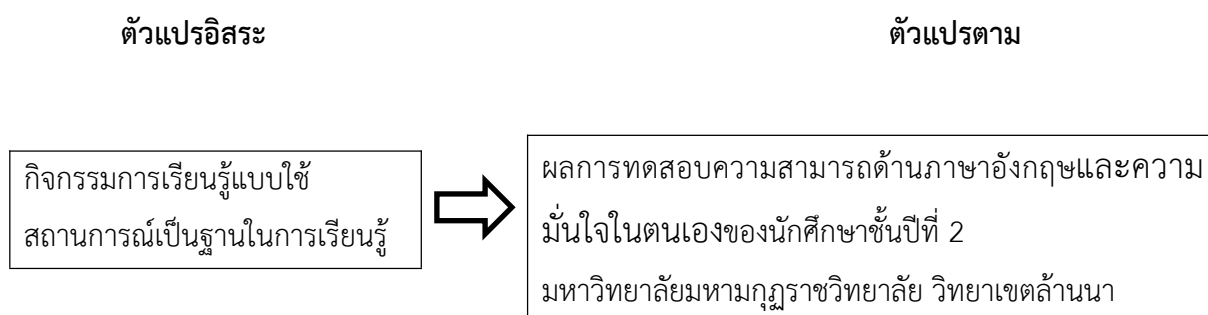 ตัวแปรอิสระ
ตัวแปรตาม
กิจกรรมการเรียนรู้แบบใช้
สถานการณ์เป็นฐานในการเรียนรู้
ผลการทดสอบความสามารถด้านภาษาอังกฤษและความ
มั่นใจในตนเองของนักศึกษาชั้นปีที่ 2
มหาวิทยาลัยมหามกุฏราชวิทยาลัย วิทยาเขตล้านนา